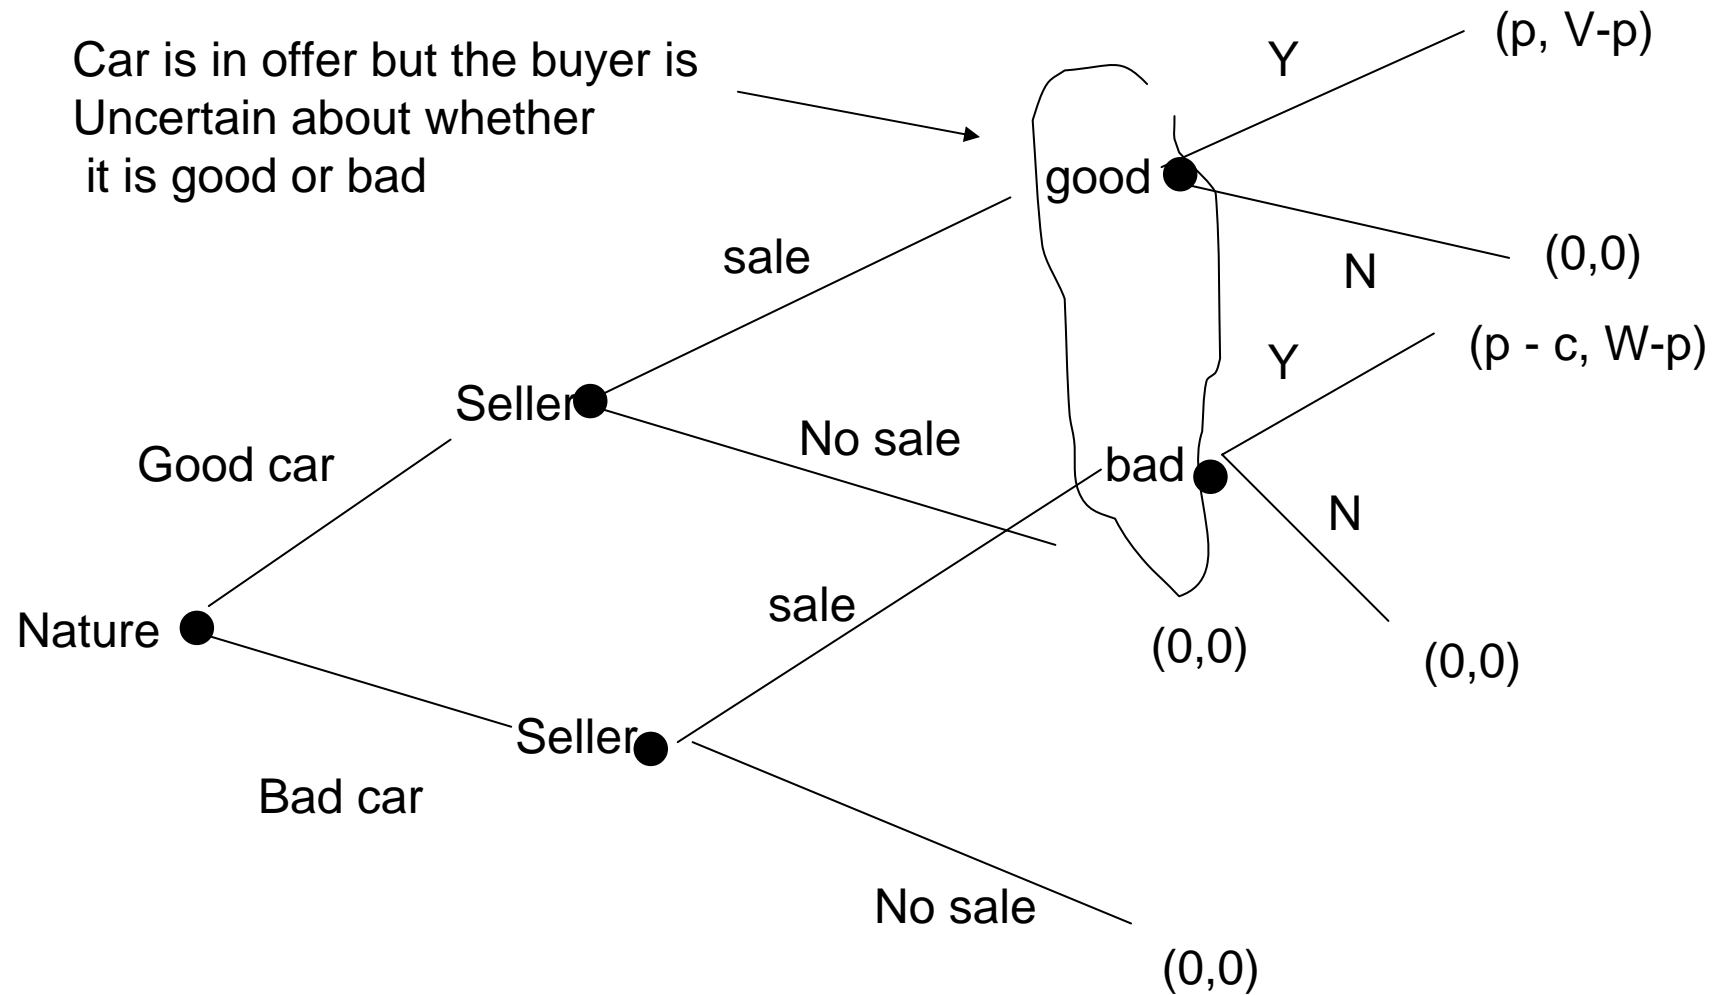 Car is in offer but the buyer is
Uncertain about whether
it is good or bad
Y
(p, V-p)
good
sale
N
(0,0)
Y
(p - c, W-p)
Seller
No sale
Good car
bad
N
sale
Nature
(0,0)
(0,0)
Seller
Bad car
No sale
(0,0)